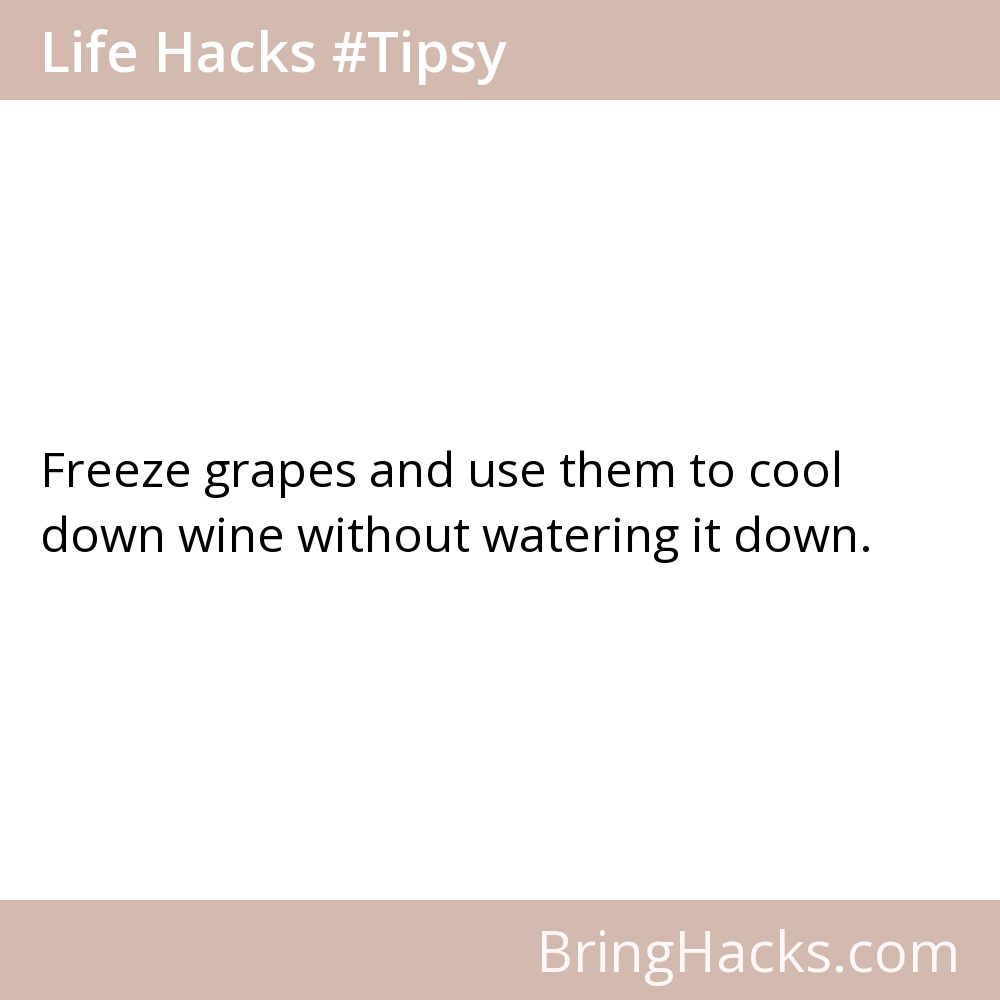 Life Hacks #Tipsy
Freeze grapes and use them to cool
down wine without watering it down.
BringHacks.com